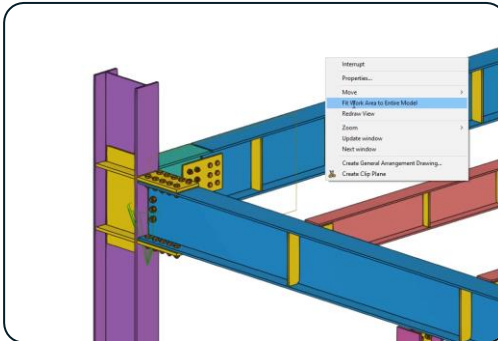 Interrupt
Properties...
Move
Fit Work Area to Entire Model
Redraw View
Zoom
Update window
Next window
Create General Arrangement Drawing...
Create Clip Plane